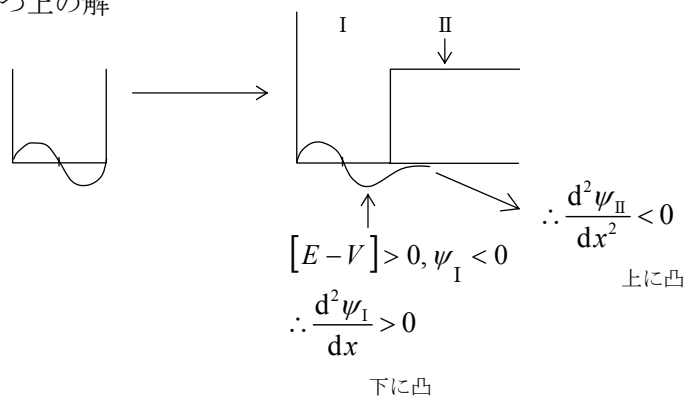 つ上の解
I II
[E − V] > 0, ψ_I < 0
∴ d²ψ_I/dx > 0
下に凸
∴ d²ψ_II/dx² < 0
上に凸